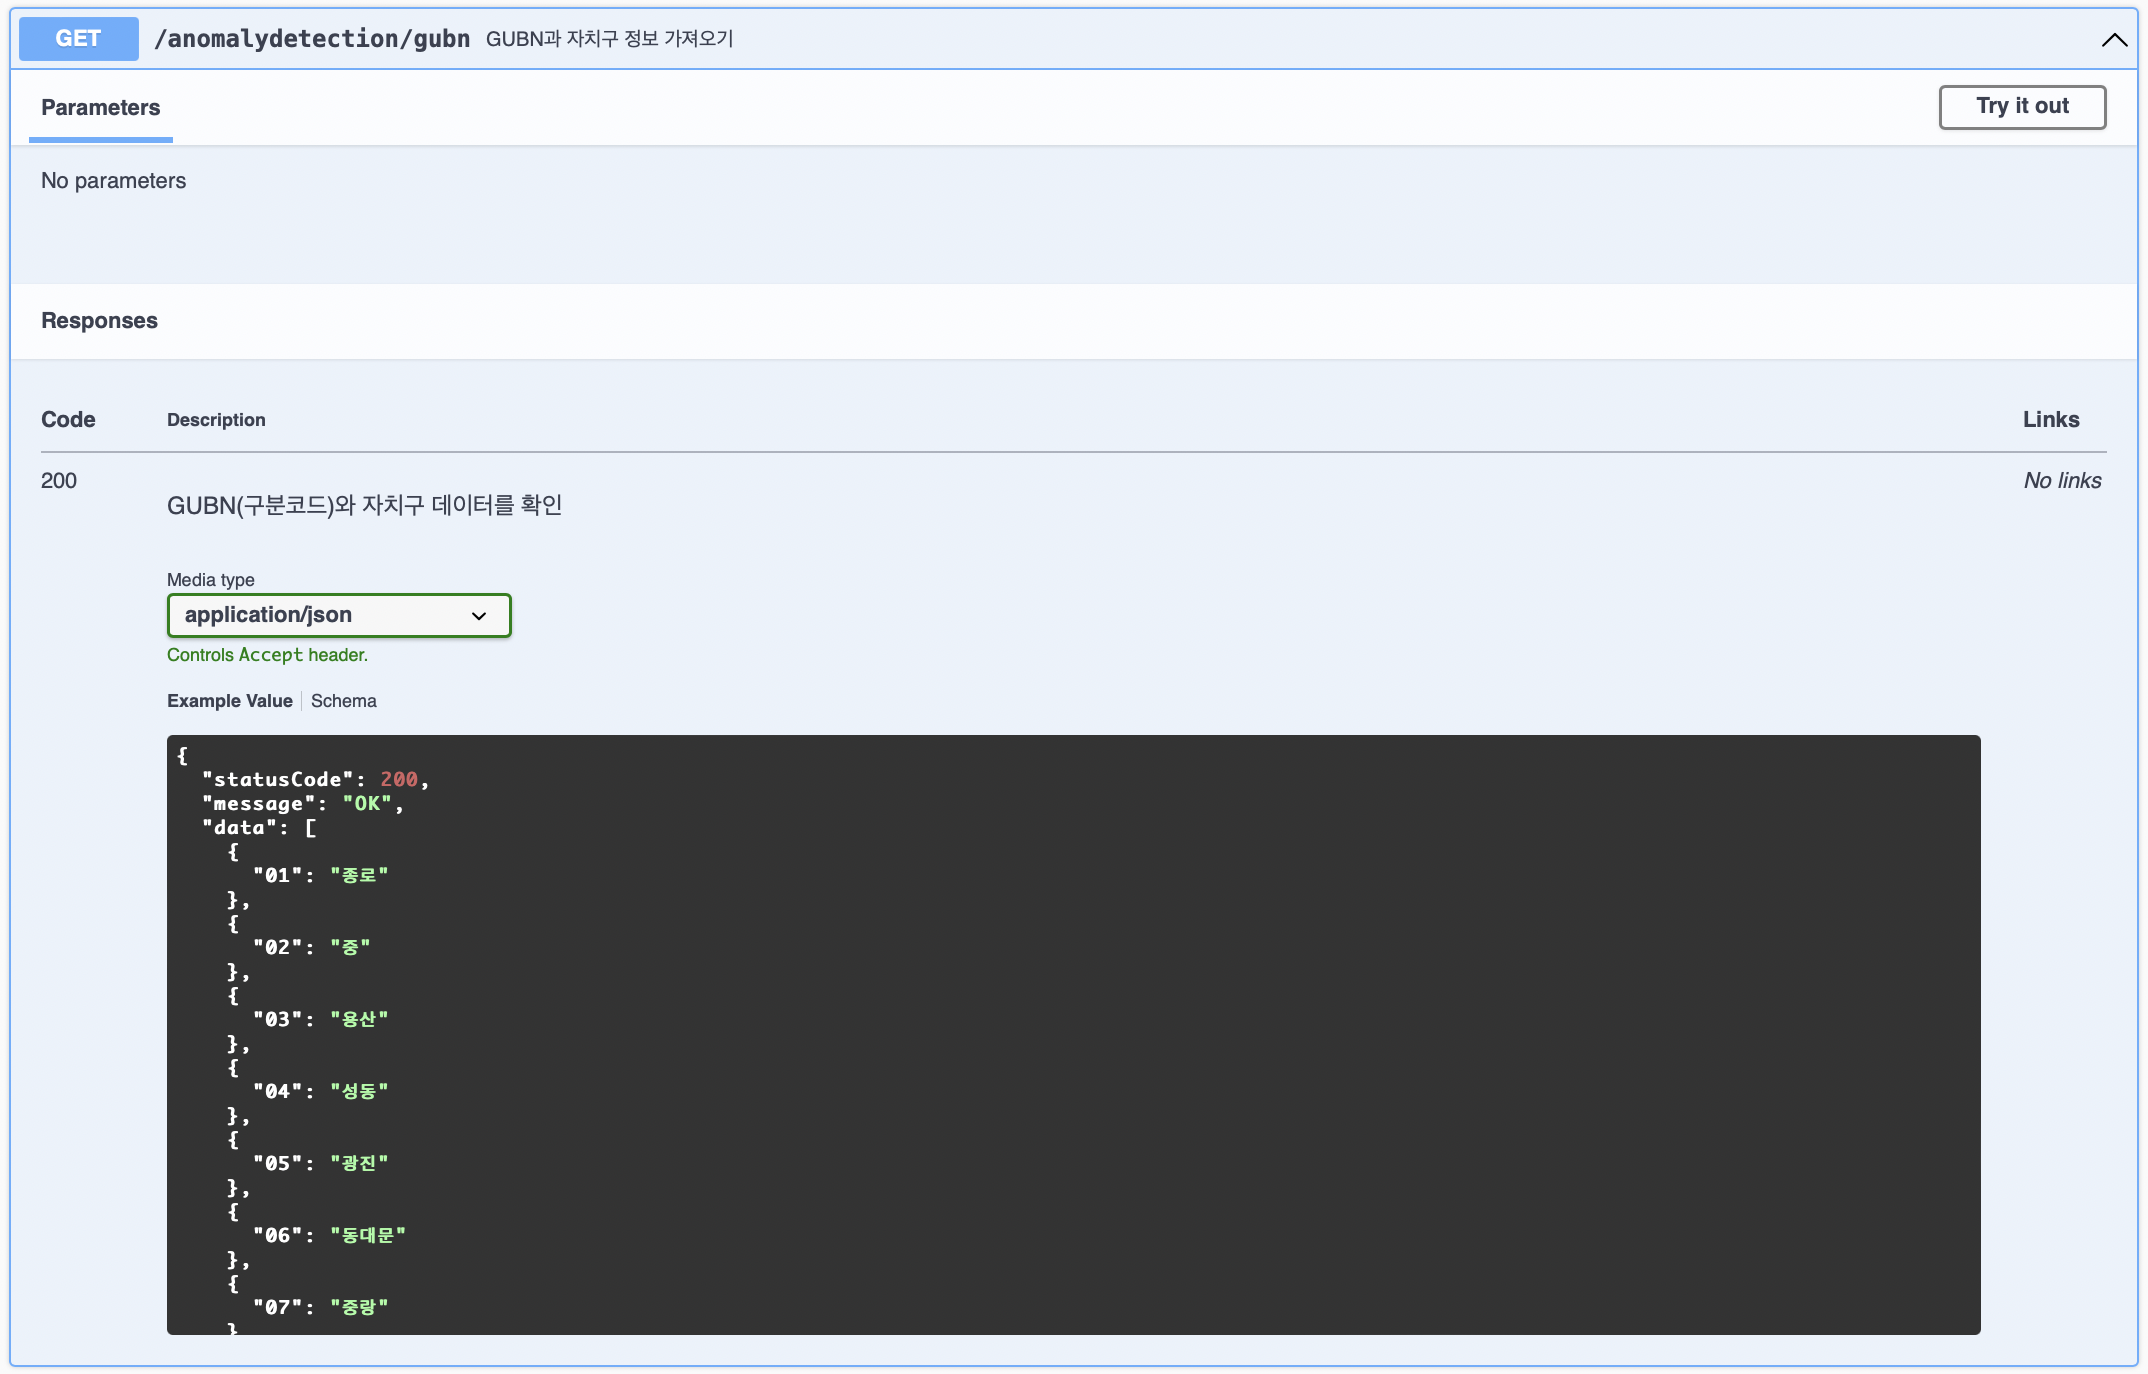 GET /anomalydetection/gubn GUBN과 자치구 정보 가져오기
Parameters
Try it out
No parameters
Responses
Code Description Links
200
GUBN(구분코드)와 자치구 데이터를 확인
No links
Media type
application/json
Controls Accept header.
Example Value Schema
{
"statusCode": 200,
"message": "OK",
"data": [
{
"01": "종로"
},
{
"02": "중"
},
{
"03": "용산"
},
{
"04": "성동"
},
{
"05": "광진"
},
{
"06": "동대문"
},
{
"07": "중랑"
}